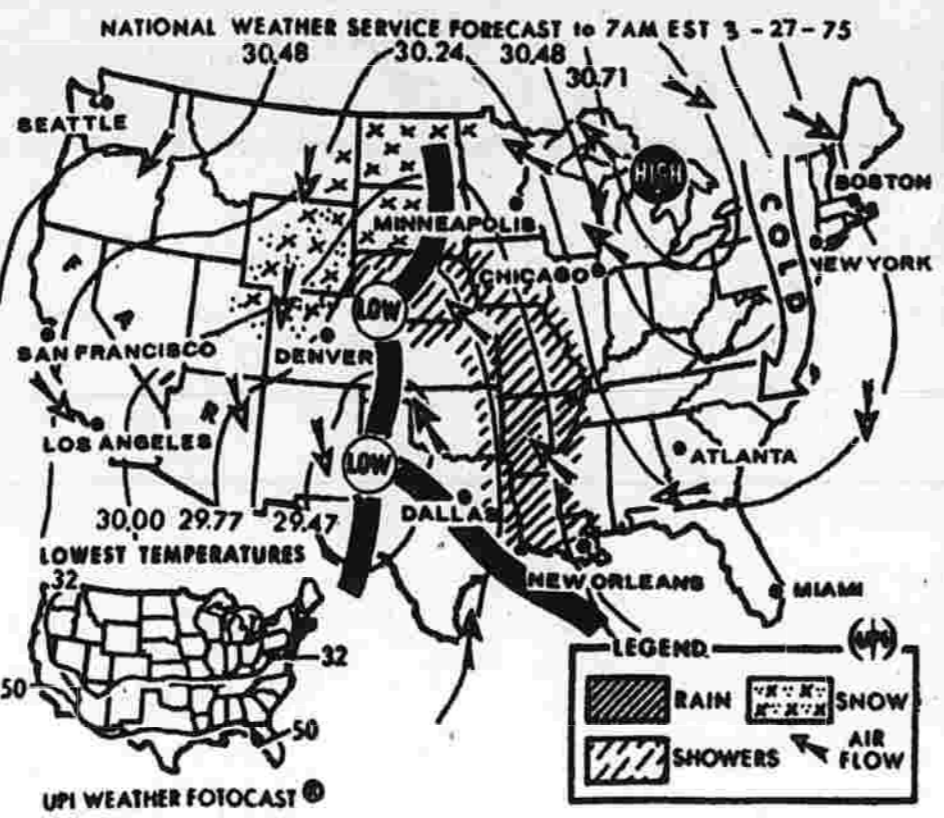 NATIONAL WEATHER SERVICE FORECAST to 7AM EST 3-27-75
30.48 30.24 30.48
30.71
SEATTLE
HIGH
BOSTON
MINNEAPOLIS
COLD
CHICAGO
NEW YORK
FAIR
LOW
SAN FRANCISCO
DENVER
LOS ANGELES
LOW
ATLANTA
30.00 29.77 29.47
DALLAS
LOWEST TEMPERATURES
32
NEW ORLEANS
MIAMI
LEGEND
UPI
32
50
RAIN
SNOW
50
SHOWERS
AIR
FLOW
UPI WEATHER FOTOCAST ®